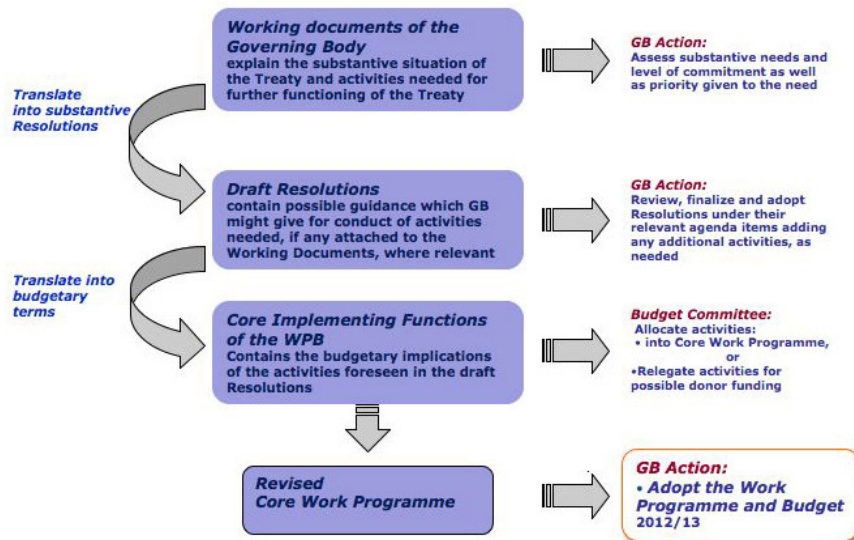 Working documents of the
Governing Body
explain the substantive situation of
the Treaty and activities needed for
further functioning of the Treaty
GB Action:
Assess substantive needs and
level of commitment as well
as priority given to the need
Translate
into substantive
Resolutions
Draft Resolutions
contain possible guidance which GB
might give for conduct of activities
needed, if any attached to the
Working Documents, where relevant
GB Action:
Review, finalize and adopt
Resolutions under their
relevant agenda items adding
any additional activities, as
needed
Translate into
budgetary
terms
Core Implementing Functions
of the WPB
Contains the budgetary implications
of the activities foreseen in the draft
Resolutions
Budget Committee:
Allocate activities:
• into Core Work Programme,
or
•Relegate activities for
possible donor funding
Revised
Core Work Programme
GB Action:
• Adopt the Work
Programme and Budget
2012/13